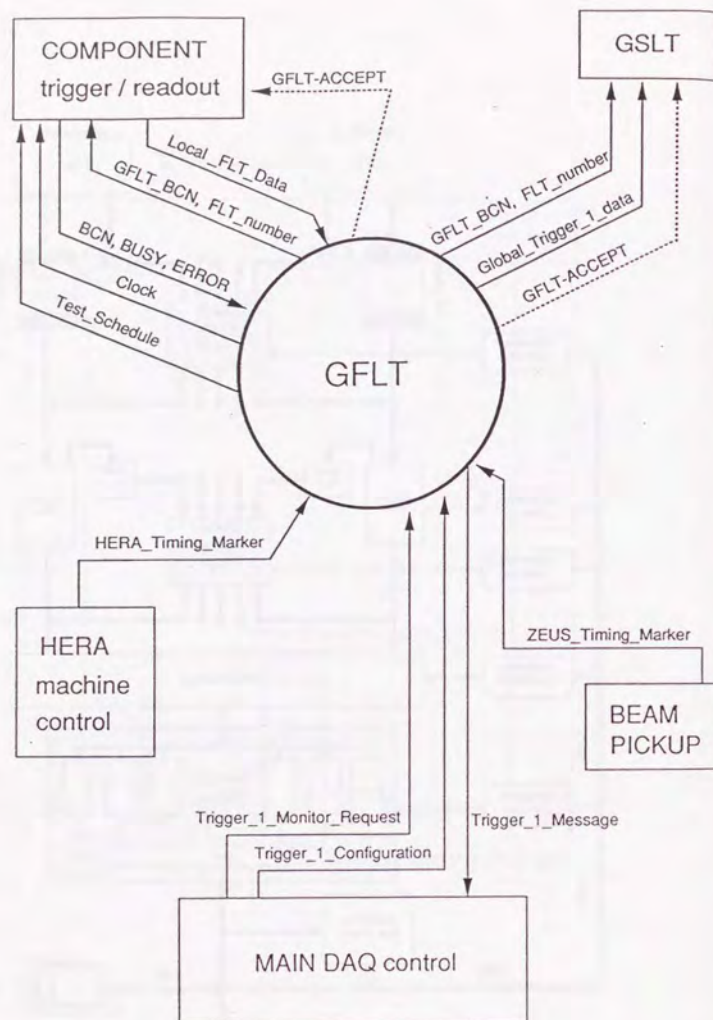 COMPONENT
trigger / readout
GSLT
GFLT-ACCEPT
Local_FLT_Data
GFLT_BCN, FLT_number
BCN, BUSY, ERROR
Clock
Test_Schedule
GFLT_BCN, FLT_number
Global_Trigger_1_data
GFLT-ACCEPT
GFLT
HERA_Timing_Marker
HERA
machine
control
ZEUS_Timing_Marker
BEAM
PICKUP
Trigger_1_Monitor_Request
Trigger_1_Configuration
Trigger_1_Message
MAIN DAQ control